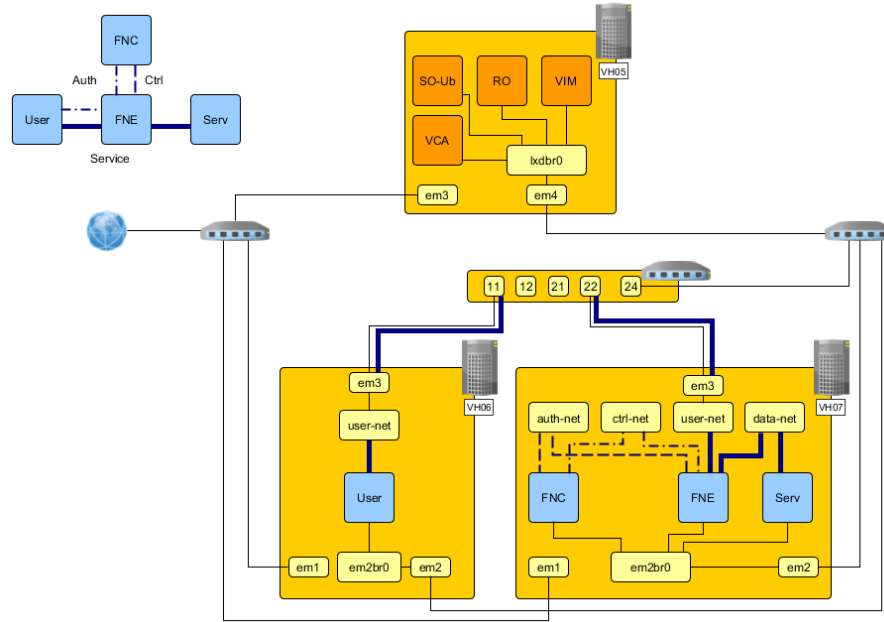 FNC
Auth
Ctrl
User
FNE
Serv
Service
SO-Ub
RO
VIM
VH05
VCA
lxdbr0
em3
em4
11
12
21
22
24
em3
VH06
em3
VH07
user-net
auth-net
ctrl-net
user-net
data-net
User
FNC
FNE
Serv
em1
em2br0
em2
em1
em2br0
em2